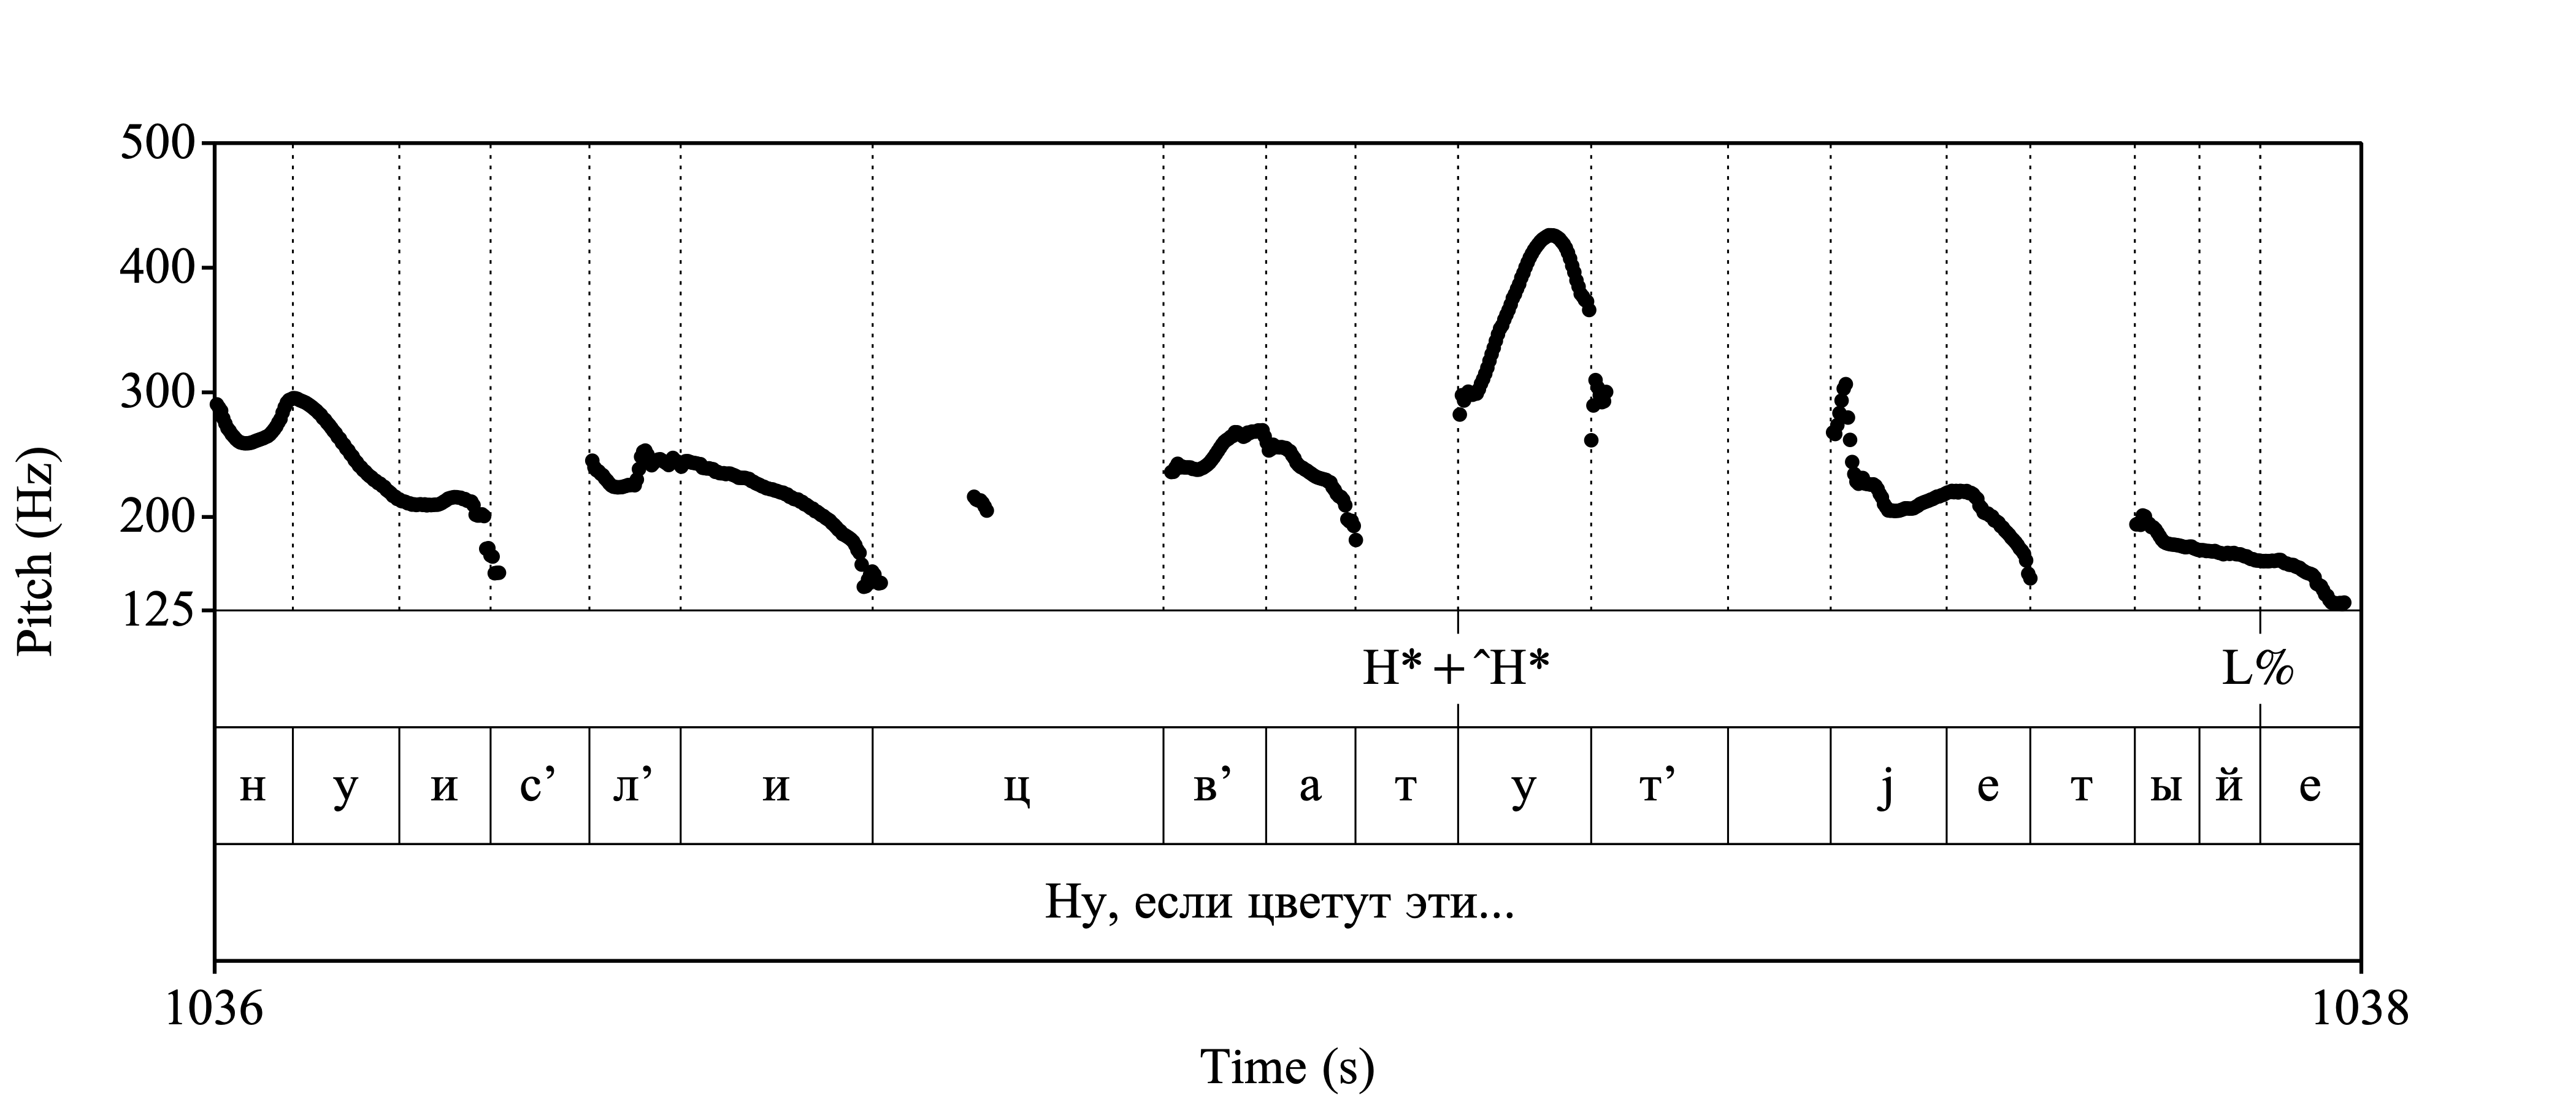 500
400
300
200
125
Pitch (Hz)
H* + ˆH* L%
н у и с’ л’ и ц в’ а т у т’ j е т ы й е
Ну, если цветут эти...
1036 1038
Time (s)